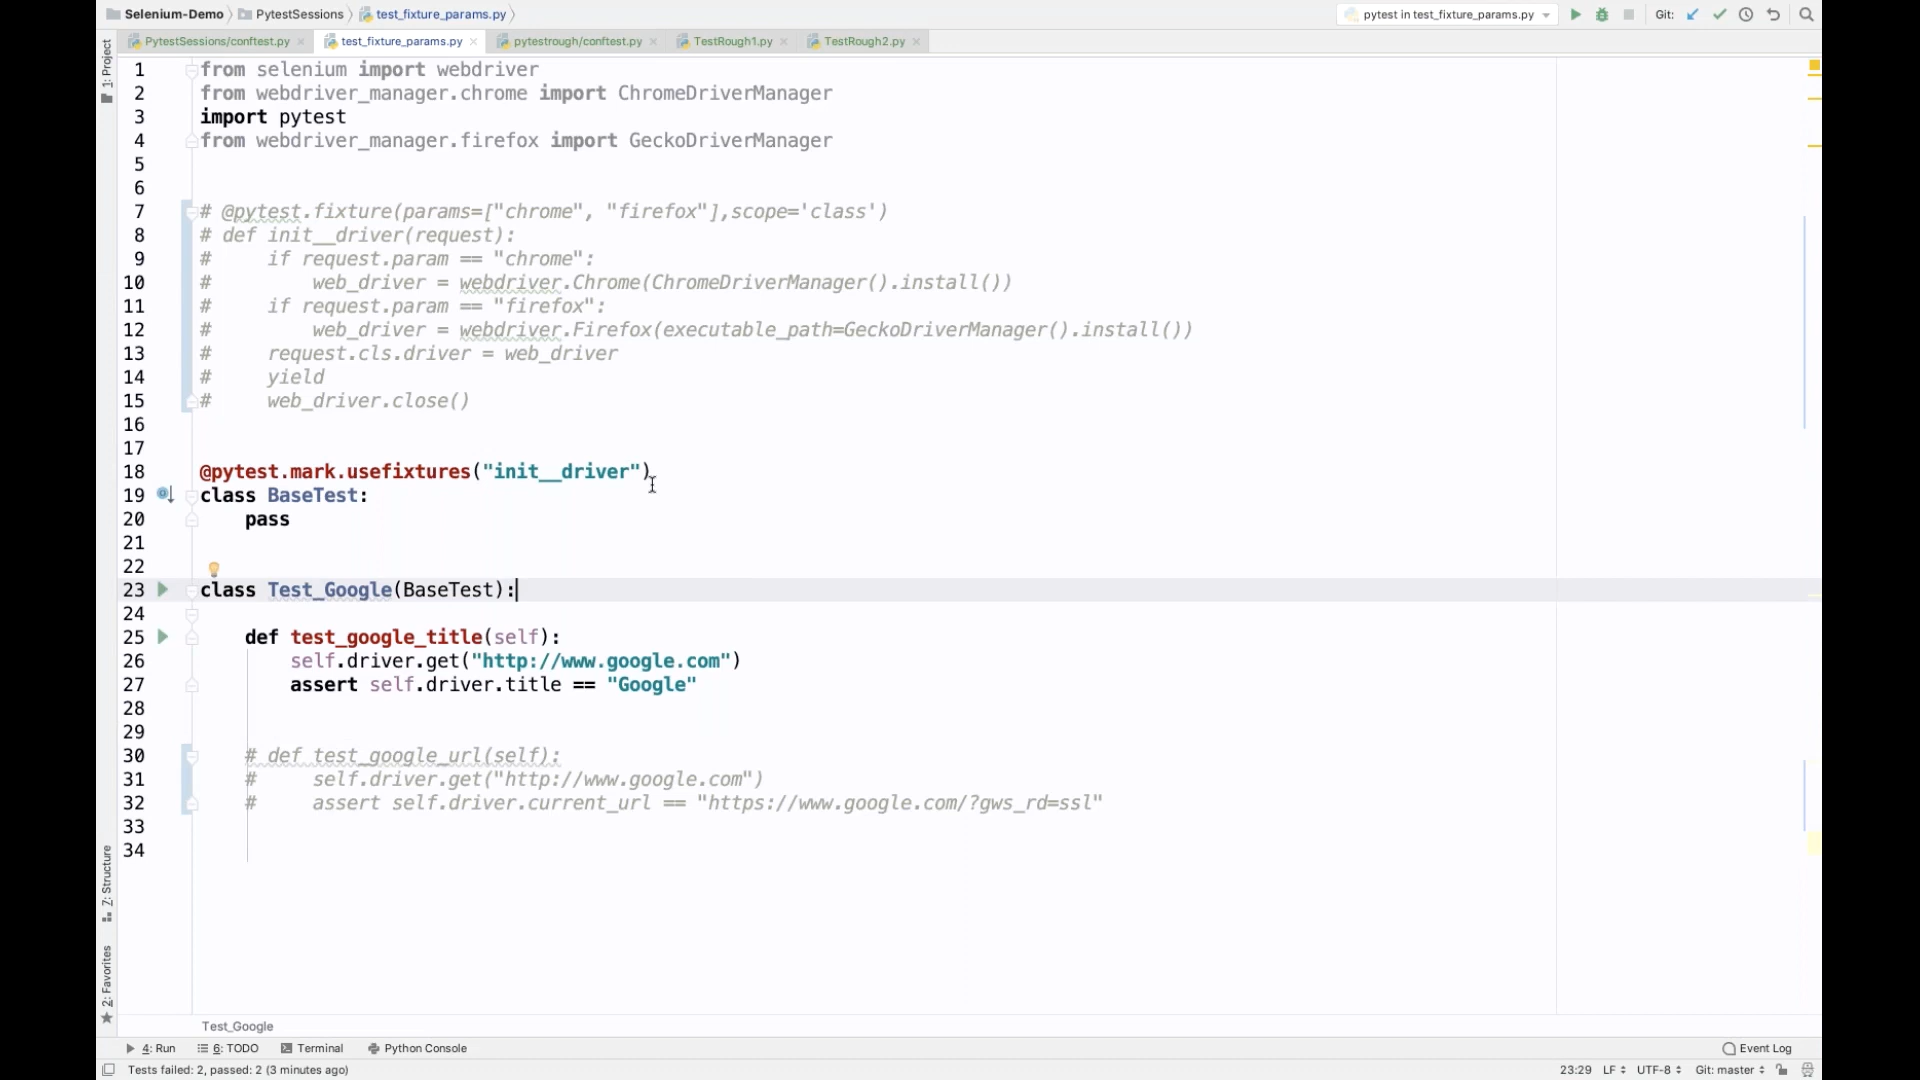 Selenium-Demo PytestSessions test_fixture_params.py pytest in test_fixture_params.py Git:
PytestSessions/conftest.py test_fixture_params.py pytestrough/conftest.py TestRough1.py TestRough2.py
1: Project
1 from selenium import webdriver
2 from webdriver_manager.chrome import ChromeDriverManager
3 import pytest
4 from webdriver_manager.firefox import GeckoDriverManager
5
6
7 # @pytest.fixture(params=["chrome", "firefox"],scope='class')
8 # def init__driver(request):
9 #     if request.param == "chrome":
10 #         web_driver = webdriver.Chrome(ChromeDriverManager().install())
11 #     if request.param == "firefox":
12 #         web_driver = webdriver.Firefox(executable_path=GeckoDriverManager().install())
13 #     request.cls.driver = web_driver
14 #     yield
15 #     web_driver.close()
16
17
18 @pytest.mark.usefixtures("init__driver")
19 class BaseTest:
20     pass
21
22
23 class Test_Google(BaseTest):
24
25     def test_google_title(self):
26         self.driver.get("http://www.google.com")
27         assert self.driver.title == "Google"
28
29
30     # def test_google_url(self):
31     #     self.driver.get("http://www.google.com")
32     #     assert self.driver.current_url == "https://www.google.com/?gws_rd=ssl"
33
34
Z: Structure
2: Favorites
Test_Google
4: Run 6: TODO Terminal Python Console Event Log
Tests failed: 2, passed: 2 (3 minutes ago) 23:29 LF UTF-8 Git: master